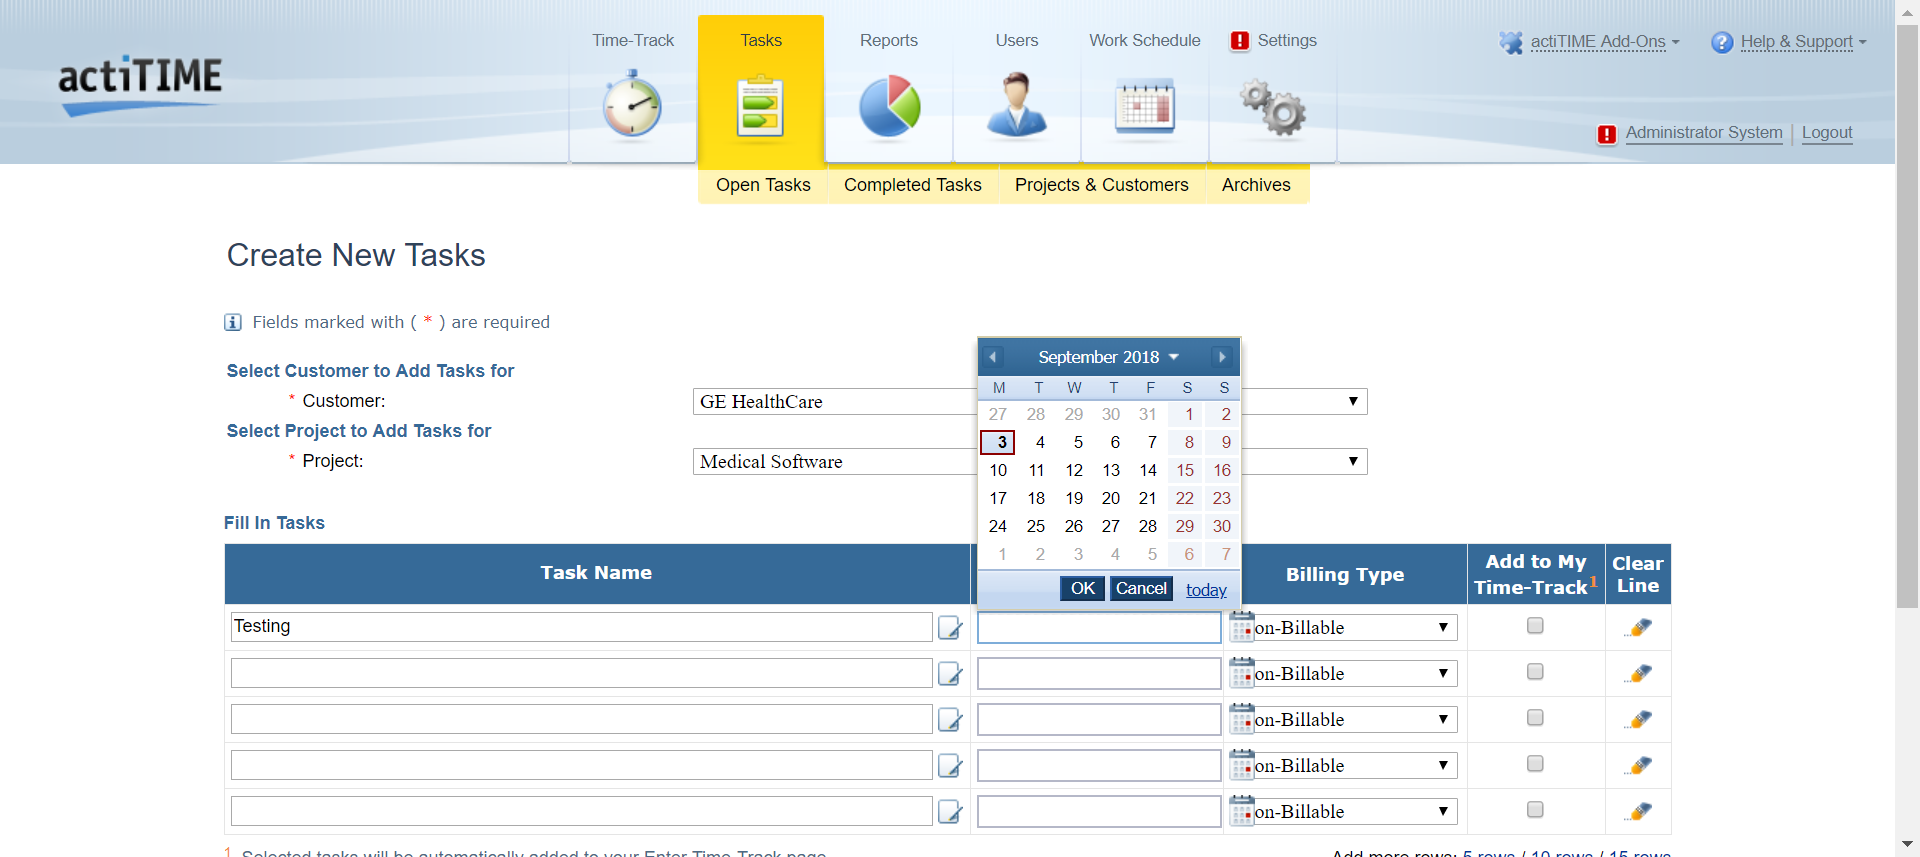 actiTIME
Time-Track
Tasks
Reports
Users
Work Schedule
Settings
actiTIME Add-Ons
Help & Support
Administrator System
Logout
Open Tasks
Completed Tasks
Projects & Customers
Archives
Create New Tasks
Fields marked with ( * ) are required
Select Customer to Add Tasks for
* Customer:
GE HealthCare
Select Project to Add Tasks for
* Project:
Medical Software
September 2018
M T W T F S S
27 28 29 30 31 1 2
3 4 5 6 7 8 9
10 11 12 13 14 15 16
17 18 19 20 21 22 23
24 25 26 27 28 29 30
1 2 3 4 5 6 7
OK Cancel today
Fill In Tasks
Task Name
Billing Type
Add to My
Time-Track1
Clear
Line
Testing
on-Billable
on-Billable
on-Billable
on-Billable
on-Billable
1 Selected tasks will be automatically added to your Enter Time-Track page
Add more rows: 5 rows / 10 rows / 15 rows